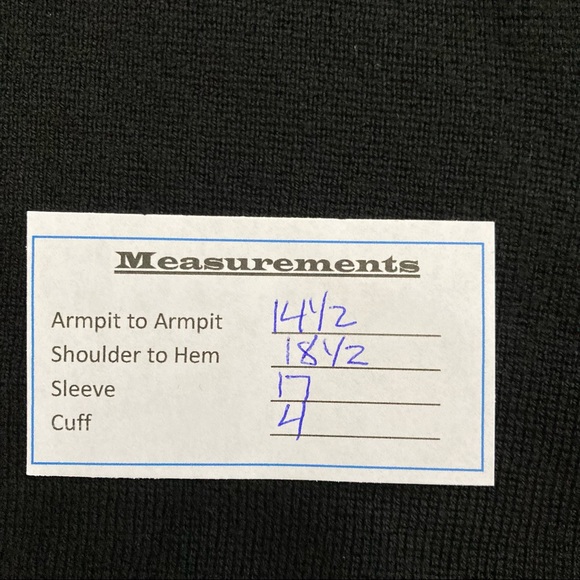 Measurements
Armpit to Armpit 14 1/2
Shoulder to Hem 18 1/2
Sleeve 17
Cuff 4